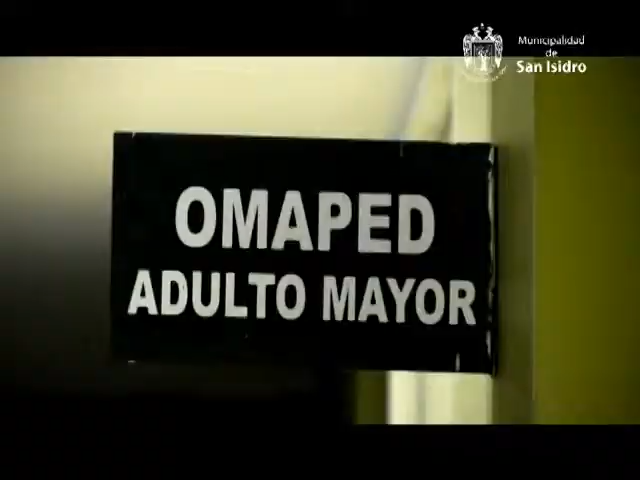 Municipalidad
de
San Isidro
OMAPED
ADULTO MAYOR